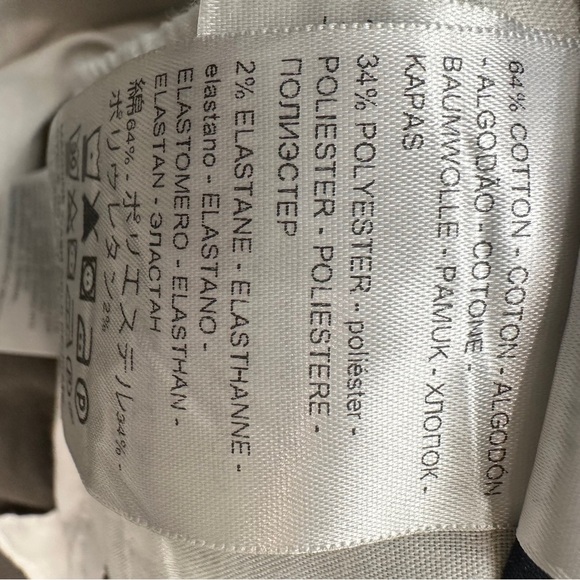 64% COTTON - COTON - ALGODÓN
- ALGODÃO - COTONE -
BAUMWOLLE - PAMUK - ХЛОПОК -
KAPAS
34% POLYESTER - poliéster -
POLIESTER - POLIESTERE -
ПОЛИЭСТЕР
2% ELASTANE - ELASTHANNE -
elastano - ELASTANO -
ELASTOMERO - ELASTHAN -
ELASTAN - ЭЛАСТАН
綿64% - ポリエステル34% -
ポリウレタン2%